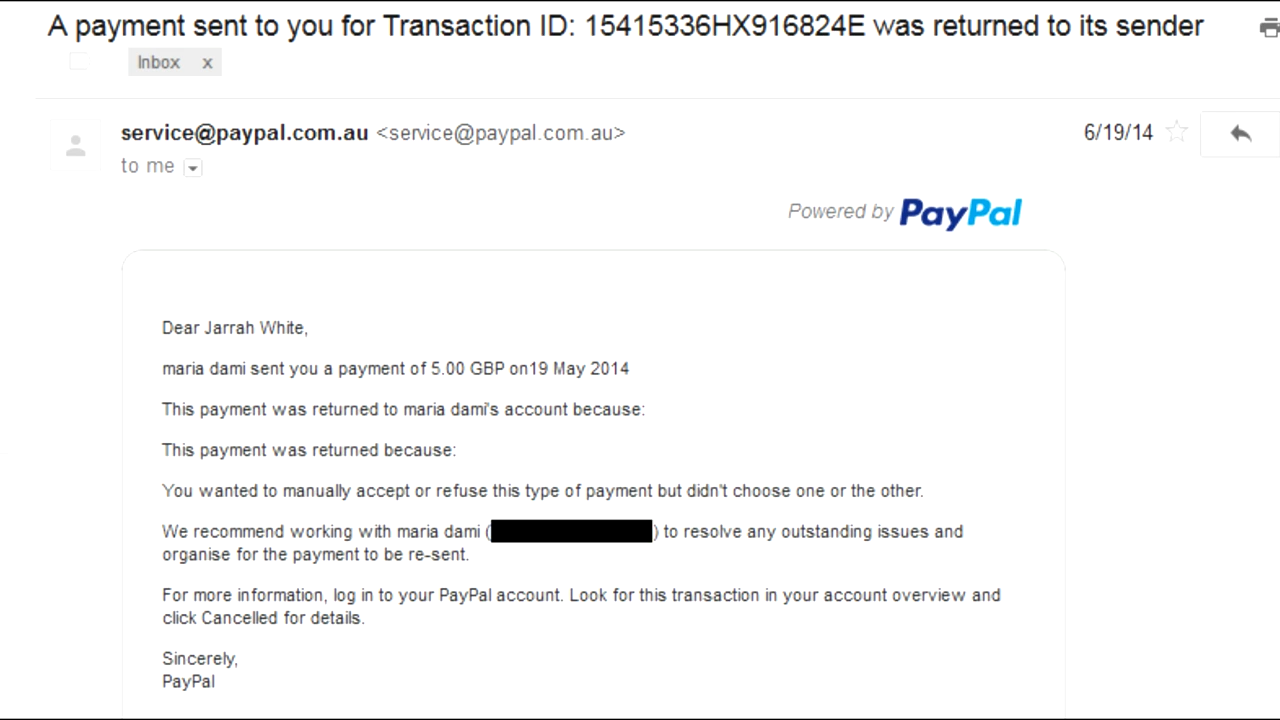 A payment sent to you for Transaction ID: 15415336HX916824E was returned to its sender
Inbox x
service@paypal.com.au <service@paypal.com.au>
6/19/14
to me
Powered by PayPal
Dear Jarrah White,
maria dami sent you a payment of 5.00 GBP on19 May 2014
This payment was returned to maria dami's account because:
This payment was returned because:
You wanted to manually accept or refuse this type of payment but didn't choose one or the other.
We recommend working with maria dami ( ) to resolve any outstanding issues and
organise for the payment to be re-sent.
For more information, log in to your PayPal account. Look for this transaction in your account overview and
click Cancelled for details.
Sincerely,
PayPal